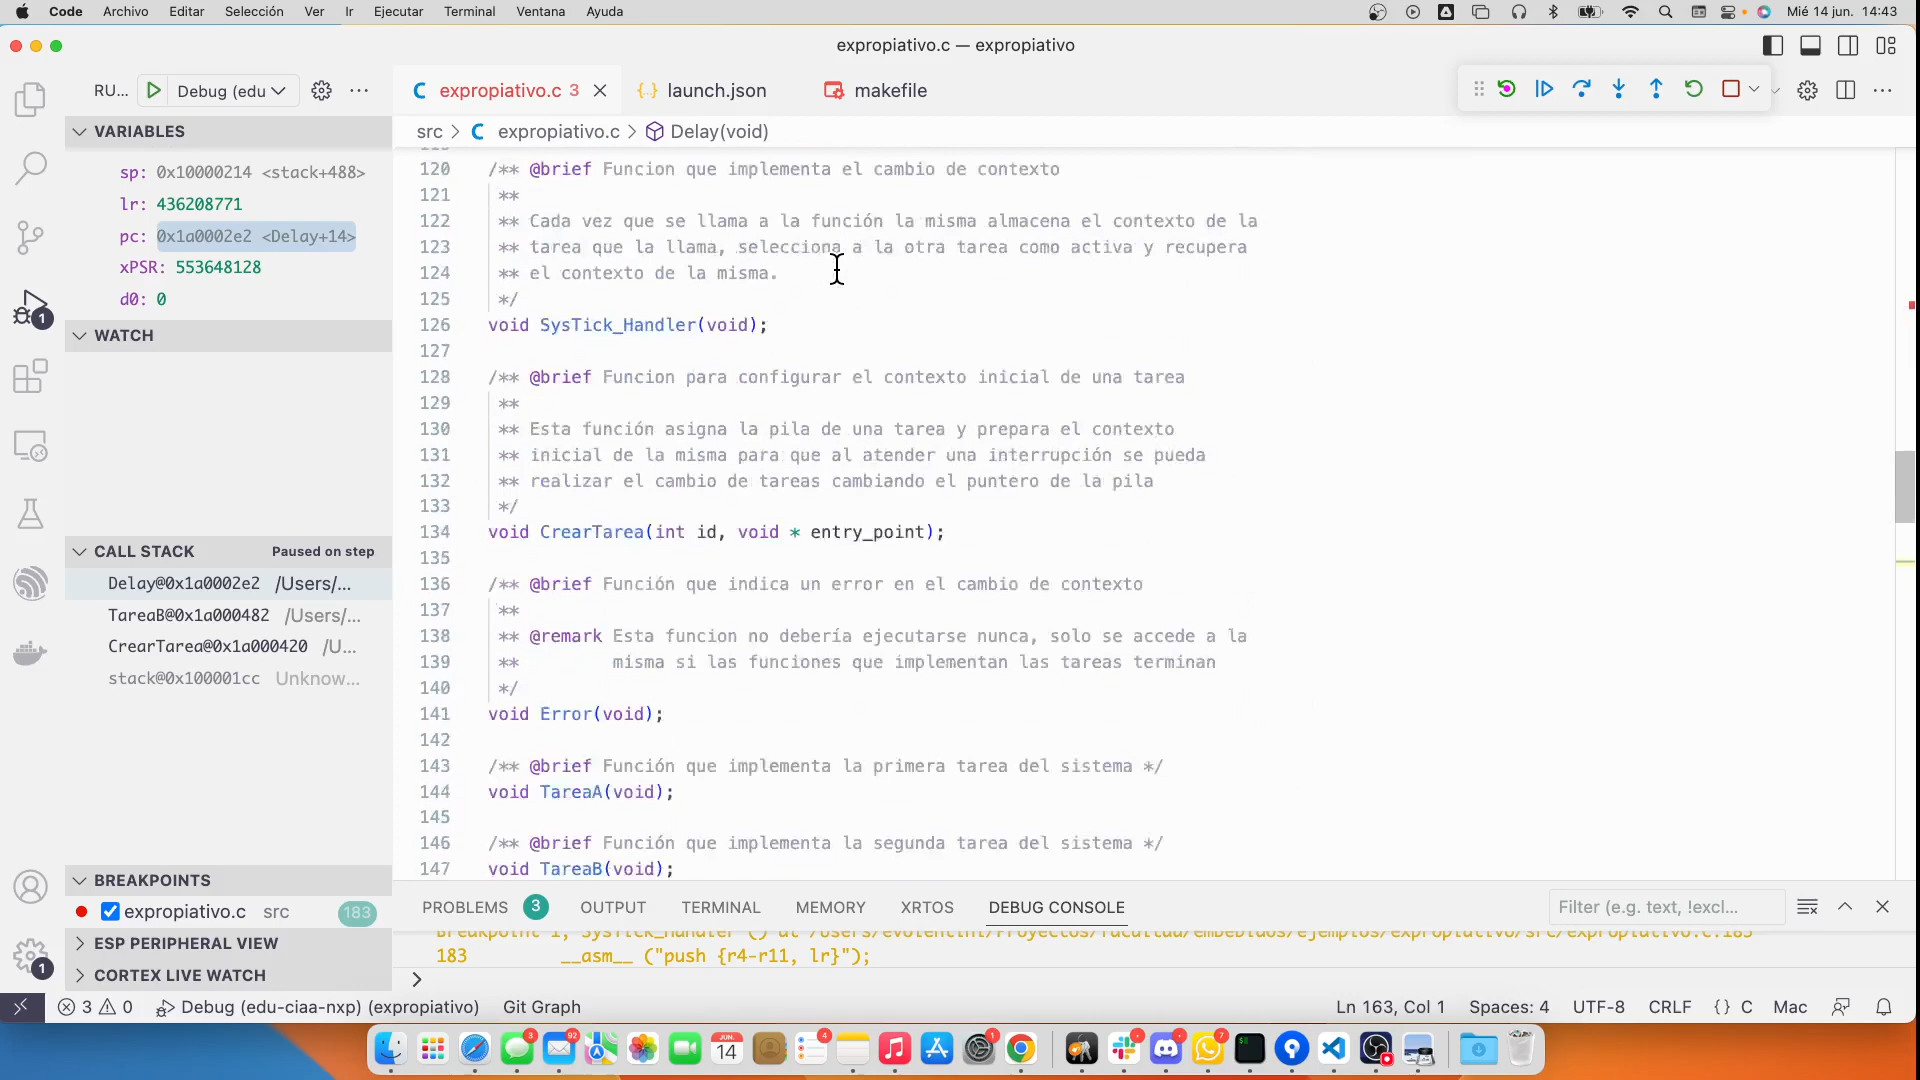 Code Archivo Editar Selección Ver Ir Ejecutar Terminal Ventana Ayuda Mié 14 jun. 14:43
expropiativo.c — expropiativo
RU... Debug (edu
expropiativo.c 3 launch.json makefile
src > C expropiativo.c > Delay(void)
VARIABLES
sp: 0x10000214 <stack+488>
lr: 436208771
pc: 0x1a0002e2 <Delay+14>
xPSR: 553648128
d0: 0
WATCH
CALL STACK Paused on step
Delay@0x1a0002e2 /Users/...
TareaB@0x1a000482 /Users/...
CrearTarea@0x1a000420 /U...
stack@0x100001cc Unknow...
BREAKPOINTS
expropiativo.c src 183
ESP PERIPHERAL VIEW
CORTEX LIVE WATCH
120 /** @brief Funcion que implementa el cambio de contexto
121 **
122 ** Cada vez que se llama a la función la misma almacena el contexto de la
123 ** tarea que la llama, selecciona a la otra tarea como activa y recupera
124 ** el contexto de la misma.
125 */
126 void SysTick_Handler(void);
127
128 /** @brief Funcion para configurar el contexto inicial de una tarea
129 **
130 ** Esta función asigna la pila de una tarea y prepara el contexto
131 ** inicial de la misma para que al atender una interrupción se pueda
132 ** realizar el cambio de tareas cambiando el puntero de la pila
133 */
134 void CrearTarea(int id, void * entry_point);
135
136 /** @brief Función que indica un error en el cambio de contexto
137 **
138 ** @remark Esta funcion no debería ejecutarse nunca, solo se accede a la
139 ** misma si las funciones que implementan las tareas terminan
140 */
141 void Error(void);
142
143 /** @brief Función que implementa la primera tarea del sistema */
144 void TareaA(void);
145
146 /** @brief Función que implementa la segunda tarea del sistema */
147 void TareaB(void);
PROBLEMS 3 OUTPUT TERMINAL MEMORY XRTOS DEBUG CONSOLE Filter (e.g. text, !excl...
Breakpoint 1, SysTick_Handler () at /Users/evolentini/Proyectos/facultad/embebidos/ejemplos/expropiativo/src/expropiativo.c:183
183 __asm__ ("push {r4-r11, lr}");
>
3 0 Debug (edu-ciaa-nxp) (expropiativo) Git Graph Ln 163, Col 1 Spaces: 4 UTF-8 CRLF {} C Mac